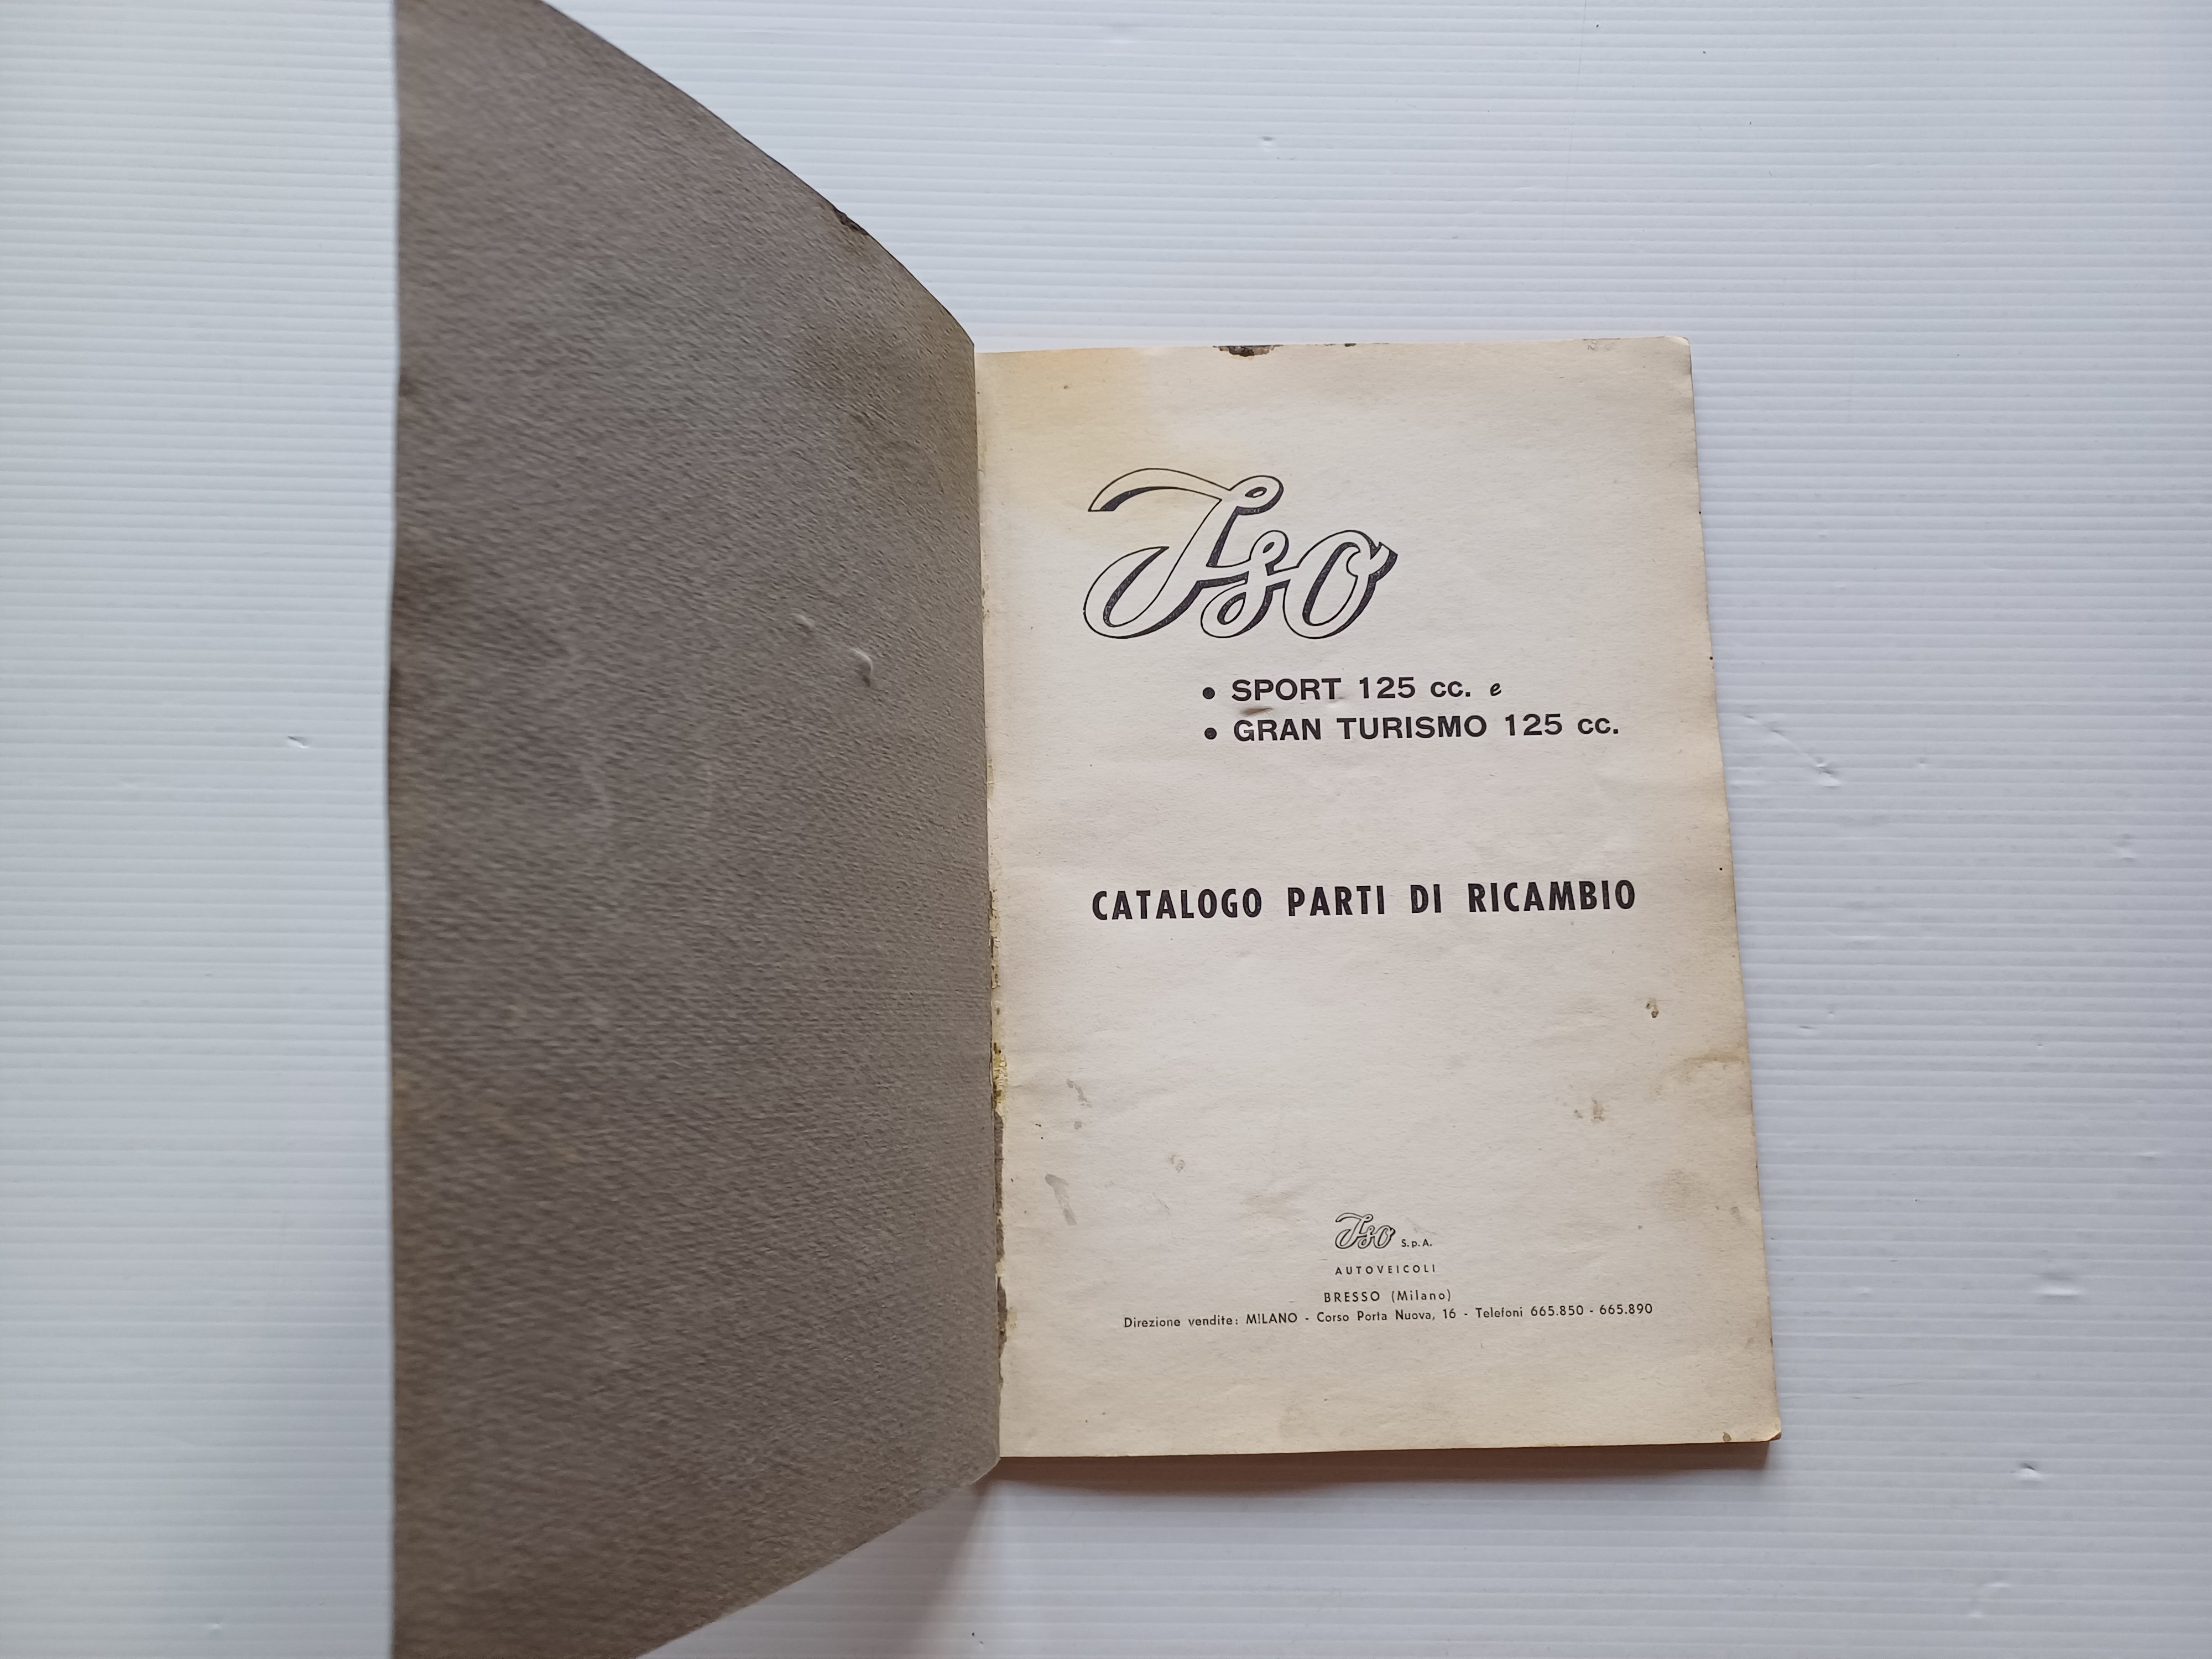 Iso
• SPORT 125 cc. e
• GRAN TURISMO 125 cc.
CATALOGO PARTI DI RICAMBIO
Iso S.p.A.
AUTOVEICOLI
BRESSO (Milano)
Direzione vendite: MILANO - Corso Porta Nuova, 16 - Telefoni 665.850 - 665.890